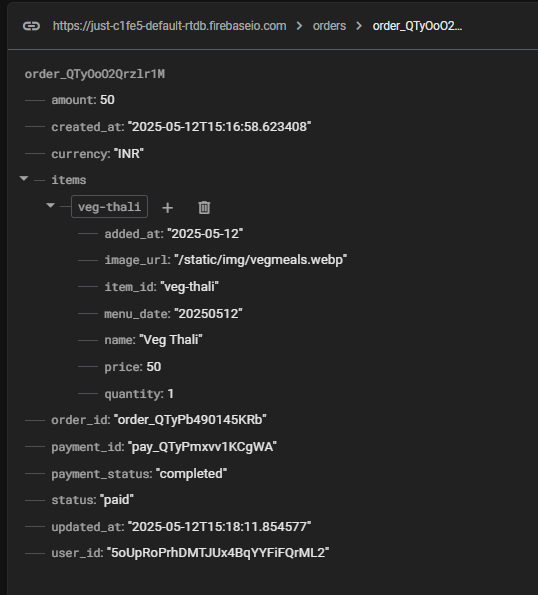 https://just-c1fe5-default-rtdb.firebaseio.com > orders > order_QTyOoO2...
order_QTyOoO2Qrzlr1M
amount: 50
created_at: "2025-05-12T15:16:58.623408"
currency: "INR"
items
veg-thali
added_at: "2025-05-12"
image_url: "/static/img/vegmeals.webp"
item_id: "veg-thali"
menu_date: "20250512"
name: "Veg Thali"
price: 50
quantity: 1
order_id: "order_QTyPb490145KRb"
payment_id: "pay_QTyPmxvv1KCgWA"
payment_status: "completed"
status: "paid"
updated_at: "2025-05-12T15:18:11.854577"
user_id: "5oUpRoPrhDMTJUx4BqYYFiFQrML2"